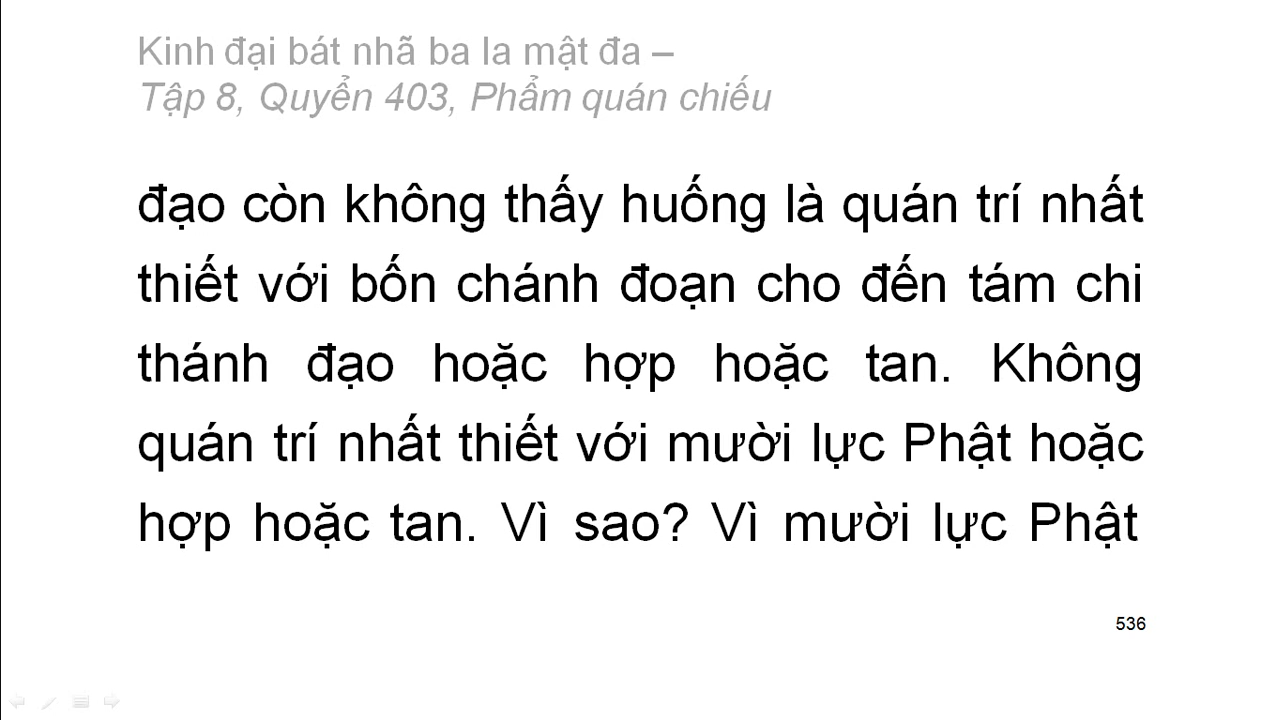 Kinh đại bát nhã ba la mật đa –
Tập 8, Quyển 403, Phẩm quán chiếu
đạo còn không thấy huống là quán trí nhất
thiết với bốn chánh đoạn cho đến tám chi
thánh đạo hoặc hợp hoặc tan. Không
quán trí nhất thiết với mười lực Phật hoặc
hợp hoặc tan. Vì sao? Vì mười lực Phật
536